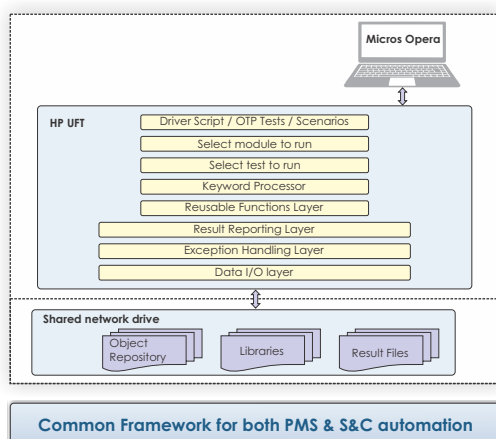 Micros Opera
HP UFT
Driver Script / OTP Tests / Scenarios
Select module to run
Select test to run
Keyword Processor
Reusable Functions Layer
Result Reporting Layer
Exception Handling Layer
Data I/O layer
Shared network drive
Object
Repository
Libraries
Result Files
Common Framework for both PMS & S&C automation